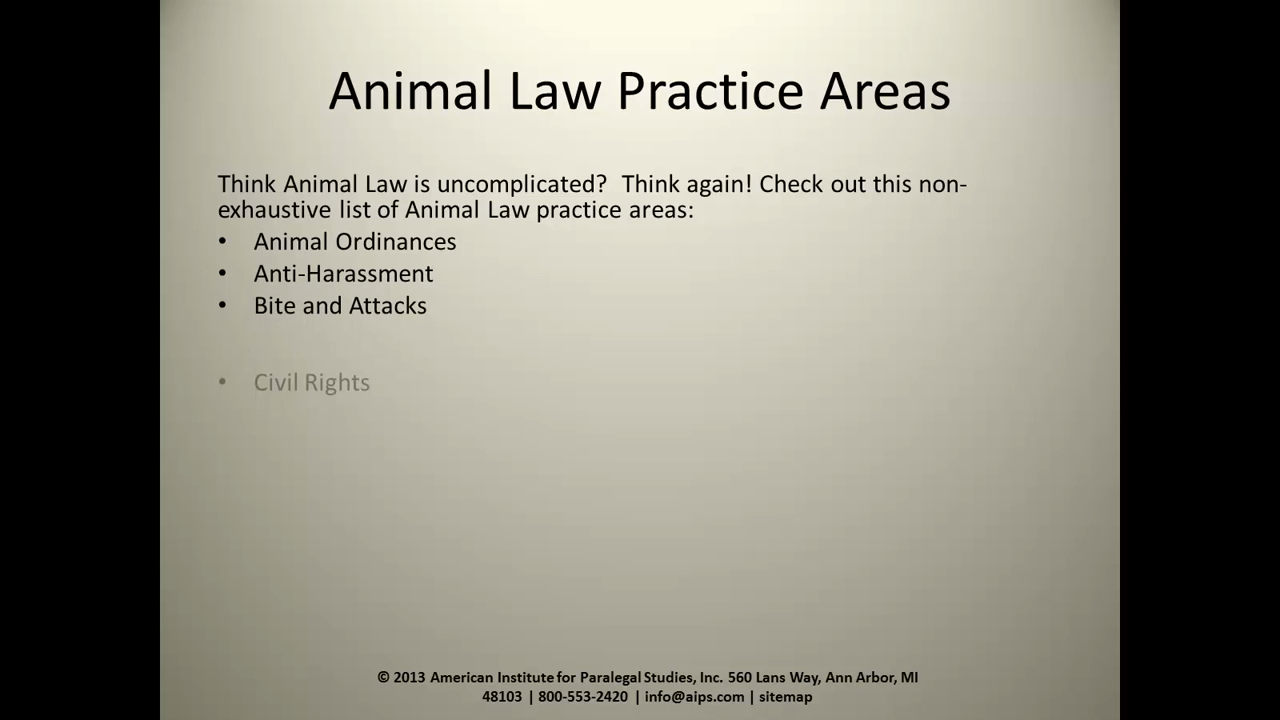 Animal Law Practice Areas
Think Animal Law is uncomplicated?  Think again! Check out this non-
exhaustive list of Animal Law practice areas:
• Animal Ordinances
• Anti-Harassment
• Bite and Attacks
• Civil Rights
© 2013 American Institute for Paralegal Studies, Inc. 560 Lans Way, Ann Arbor, MI
48103 | 800-553-2420 | info@aips.com | sitemap